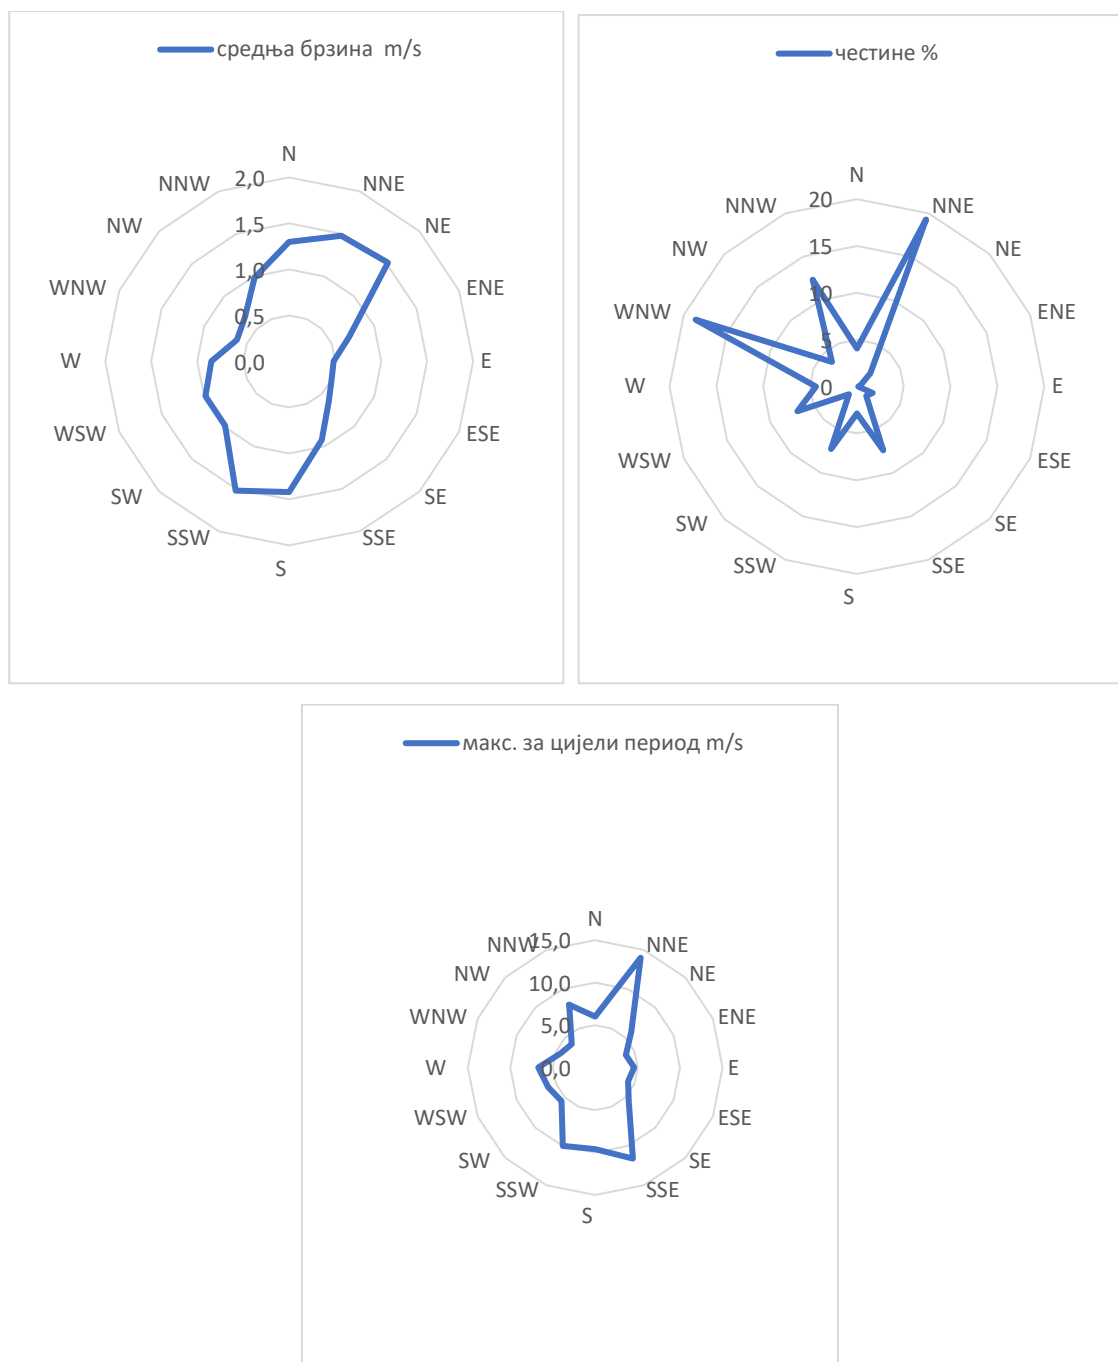 средња брзина m/s
N
NNE
NE
ENE
E
ESE
SE
SSE
S
SSW
SW
WSW
W
WNW
NW
NNW
2,0
1,5
1,0
0,5
0,0
честине %
N
NNE
NE
ENE
E
ESE
SE
SSE
S
SSW
SW
WSW
W
WNW
NW
NNW
20
15
10
5
0
макс. за цијели период m/s
N
NNE
NE
ENE
E
ESE
SE
SSE
S
SSW
SW
WSW
W
WNW
NW
NNW
15,0
10,0
5,0
0,0